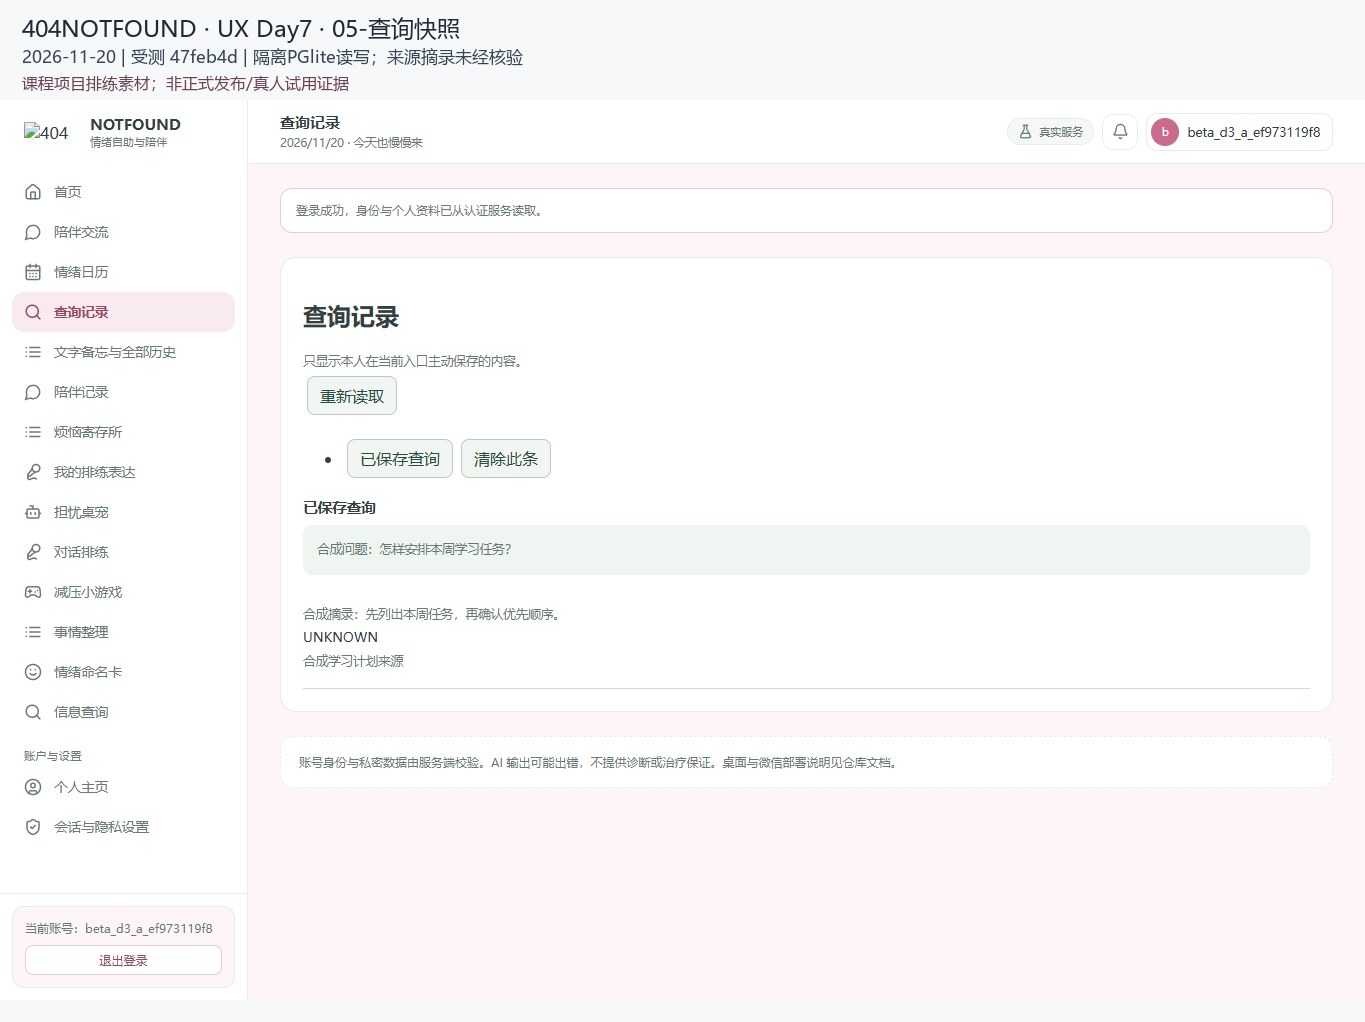 404NOTFOUND · UX Day7 · 05-查询快照
2026-11-20 | 受测 47feb4d | 隔离PGlite读写；来源摘录未经核验
课程项目排练素材；非正式发布/真人试用证据
404
NOTFOUND
情绪自助与陪伴
查询记录
2026/11/20 · 今天也慢慢来
真实服务
b
beta_d3_a_ef973119f8
首页
陪伴交流
情绪日历
查询记录
文字备忘与全部历史
陪伴记录
烦恼寄存所
我的排练表达
担忧桌宠
对话排练
减压小游戏
事情整理
情绪命名卡
信息查询
账户与设置
个人主页
会话与隐私设置
当前账号：beta_d3_a_ef973119f8
退出登录
登录成功，身份与个人资料已从认证服务读取。
查询记录
只显示本人在当前入口主动保存的内容。
重新读取
已保存查询 清除此条
已保存查询
合成问题：怎样安排本周学习任务？
合成摘录：先列出本周任务，再确认优先顺序。
UNKNOWN
合成学习计划来源
账号身份与私密数据由服务端校验。AI 输出可能出错，不提供诊断或治疗保证。桌面与微信部署说明见仓库文档。